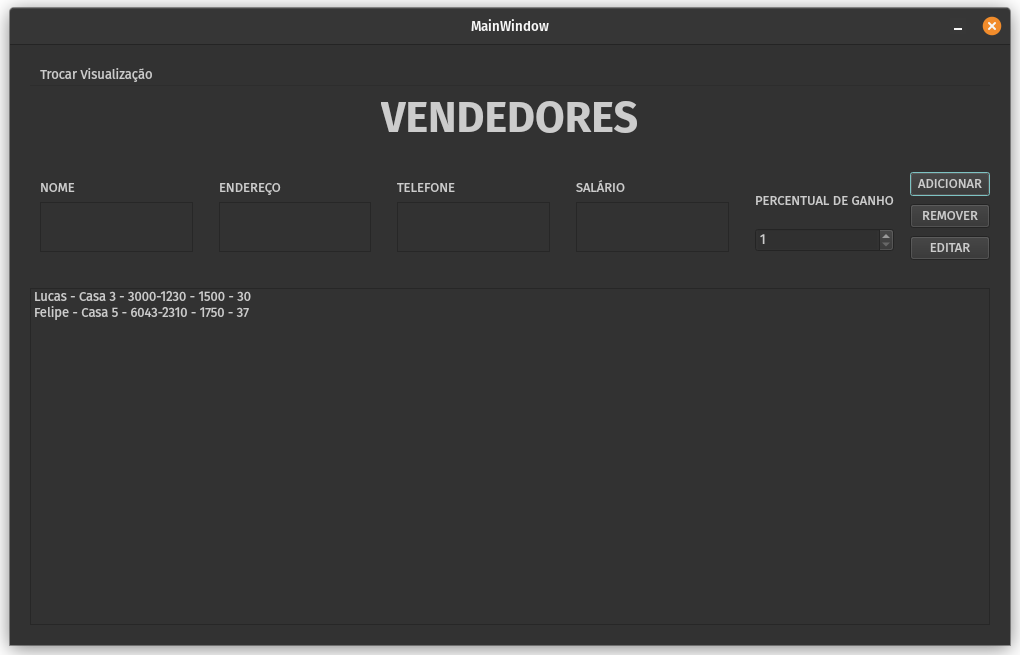 MainWindow
Trocar Visualização
VENDEDORES
NOME
ENDEREÇO
TELEFONE
SALÁRIO
PERCENTUAL DE GANHO
1
ADICIONAR
REMOVER
EDITAR
Lucas - Casa 3 - 3000-1230 - 1500 - 30
Felipe - Casa 5 - 6043-2310 - 1750 - 37